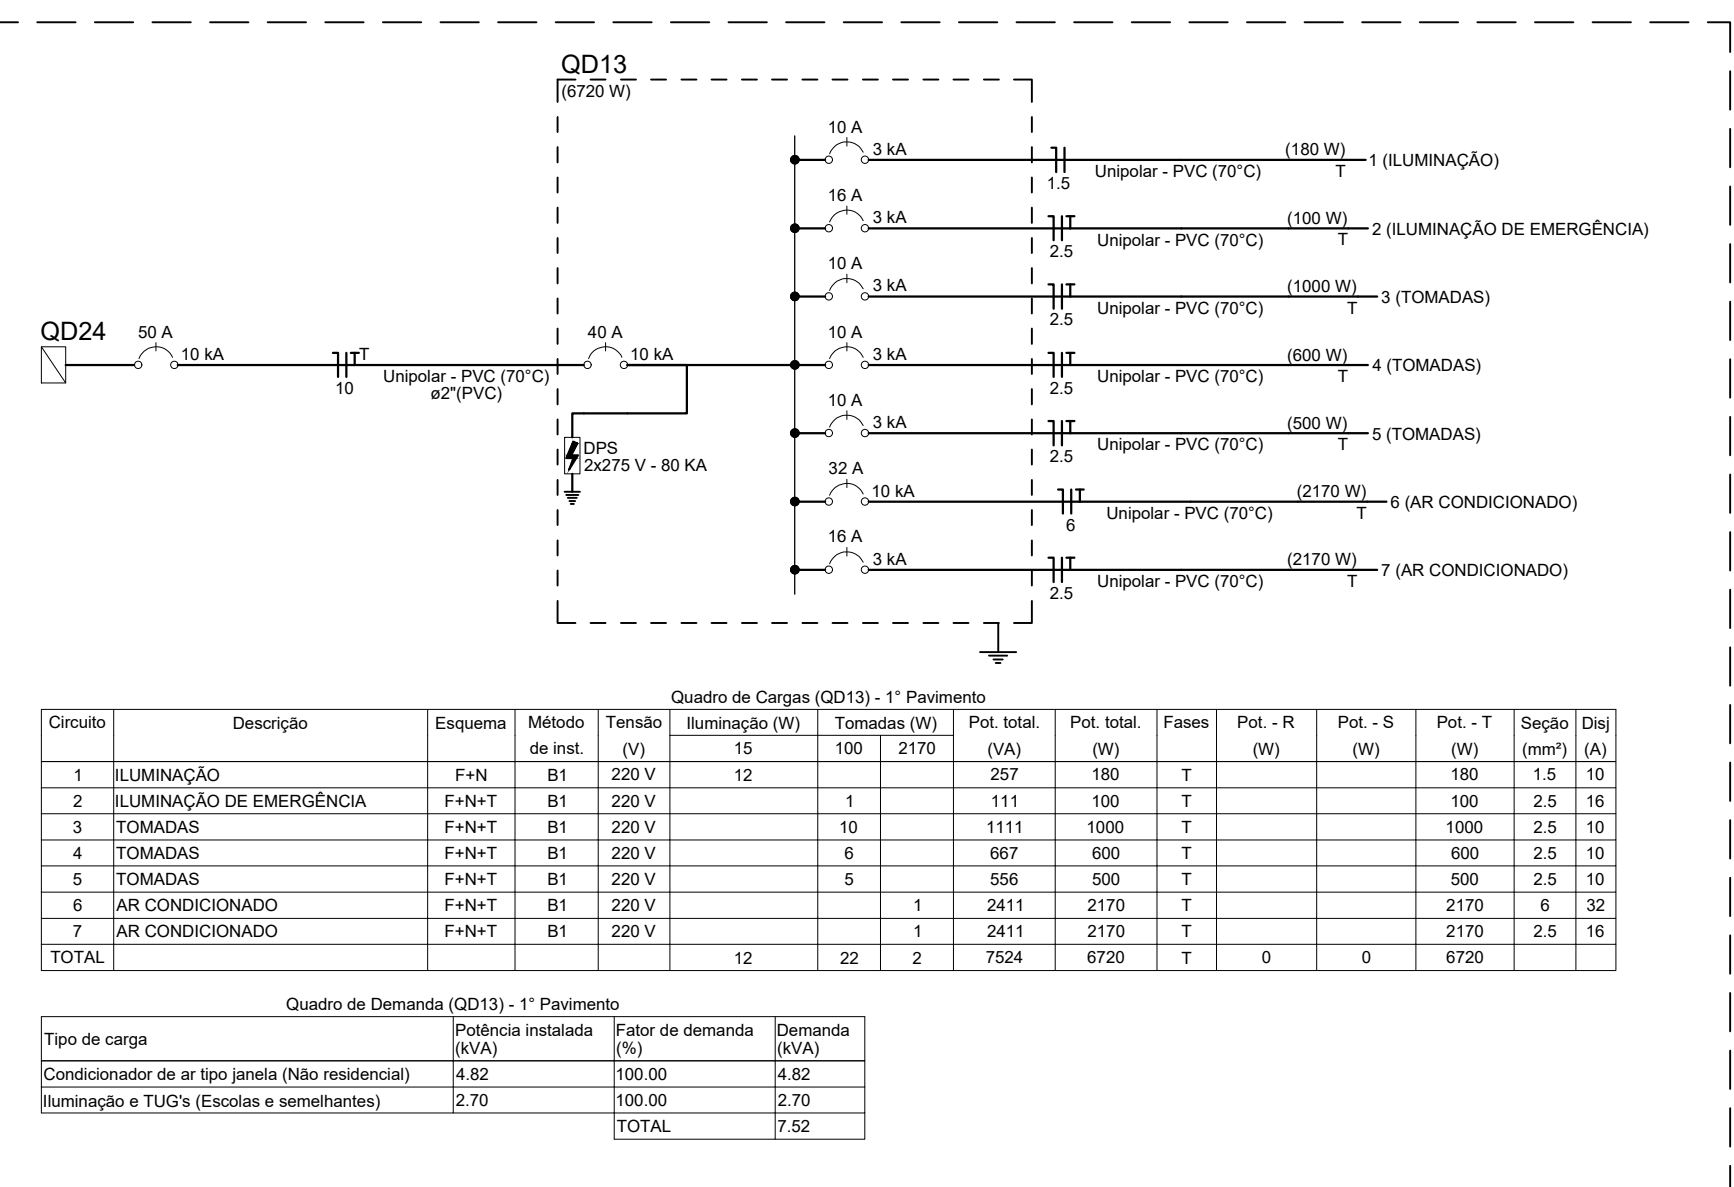 QD13
(6720 W)
10 A
3 kA
1.5
Unipolar - PVC (70°C)
(180 W)
T
1 (ILUMINAÇÃO)
16 A
3 kA
T
2.5
Unipolar - PVC (70°C)
(100 W)
T
2 (ILUMINAÇÃO DE EMERGÊNCIA)
10 A
3 kA
T
2.5
Unipolar - PVC (70°C)
(1000 W)
T
3 (TOMADAS)
QD24
50 A
10 kA
T
10
Unipolar - PVC (70°C)
ø2"(PVC)
40 A
10 kA
10 A
3 kA
T
2.5
Unipolar - PVC (70°C)
(600 W)
T
4 (TOMADAS)
10 A
3 kA
T
2.5
Unipolar - PVC (70°C)
(500 W)
T
5 (TOMADAS)
DPS
2x275 V - 80 KA
32 A
10 kA
T
6
Unipolar - PVC (70°C)
(2170 W)
T
6 (AR CONDICIONADO)
16 A
3 kA
T
2.5
Unipolar - PVC (70°C)
(2170 W)
T
7 (AR CONDICIONADO)
Quadro de Cargas (QD13) - 1° Pavimento
Circuito Descrição Esquema Método Tensão Iluminação (W) Tomadas (W) Pot. total. Pot. total. Fases Pot. - R Pot. - S Pot. - T Seção Disj
de inst. (V) 15 100 2170 (VA) (W) (W) (W) (W) (mm²) (A)
1 ILUMINAÇÃO F+N B1 220 V 12 257 180 T 180 1.5 10
2 ILUMINAÇÃO DE EMERGÊNCIA F+N+T B1 220 V 1 111 100 T 100 2.5 16
3 TOMADAS F+N+T B1 220 V 10 1111 1000 T 1000 2.5 10
4 TOMADAS F+N+T B1 220 V 6 667 600 T 600 2.5 10
5 TOMADAS F+N+T B1 220 V 5 556 500 T 500 2.5 10
6 AR CONDICIONADO F+N+T B1 220 V 1 2411 2170 T 2170 6 32
7 AR CONDICIONADO F+N+T B1 220 V 1 2411 2170 T 2170 2.5 16
TOTAL 12 22 2 7524 6720 T 0 0 6720
Quadro de Demanda (QD13) - 1° Pavimento
Tipo de carga Potência instalada Fator de demanda Demanda
(kVA) (%) (kVA)
Condicionador de ar tipo janela (Não residencial) 4.82 100.00 4.82
Iluminação e TUG's (Escolas e semelhantes) 2.70 100.00 2.70
TOTAL 7.52